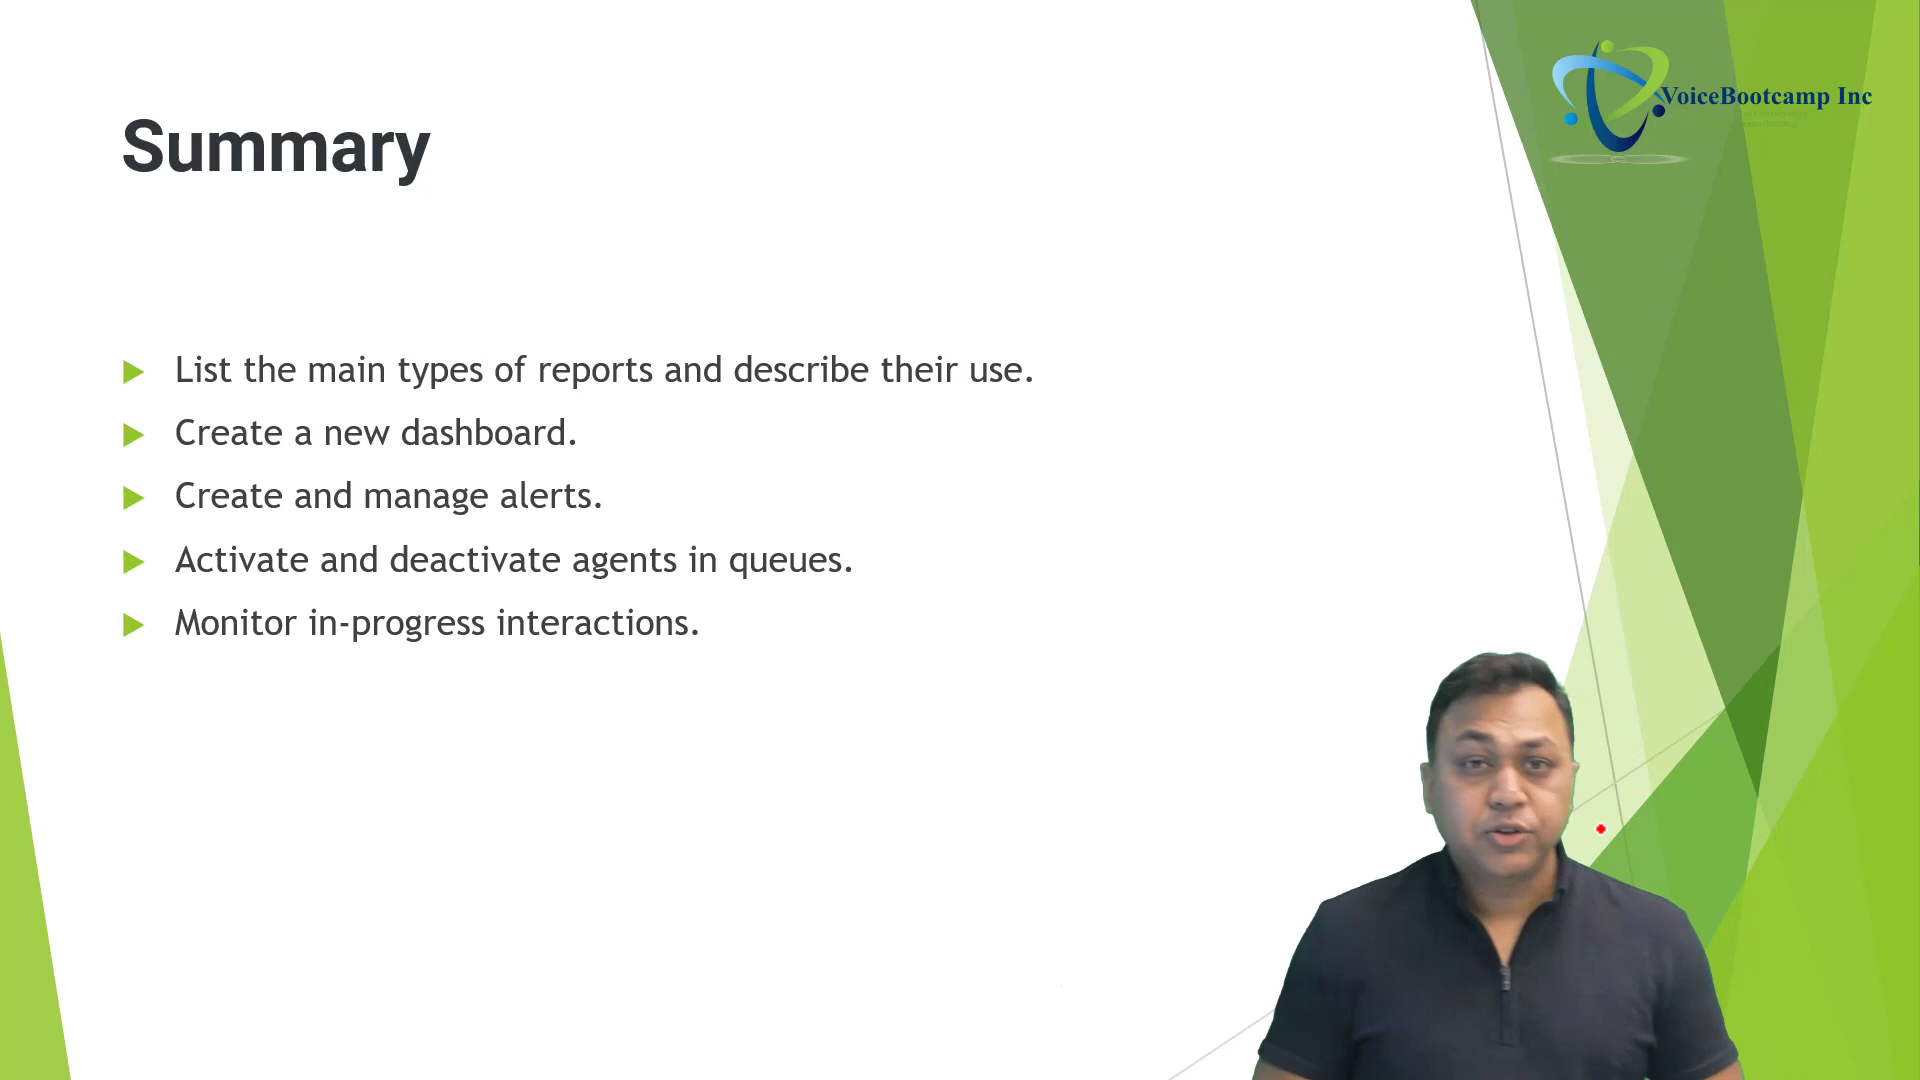 VoiceBootcamp Inc
Summary
List the main types of reports and describe their use.
Create a new dashboard.
Create and manage alerts.
Activate and deactivate agents in queues.
Monitor in-progress interactions.